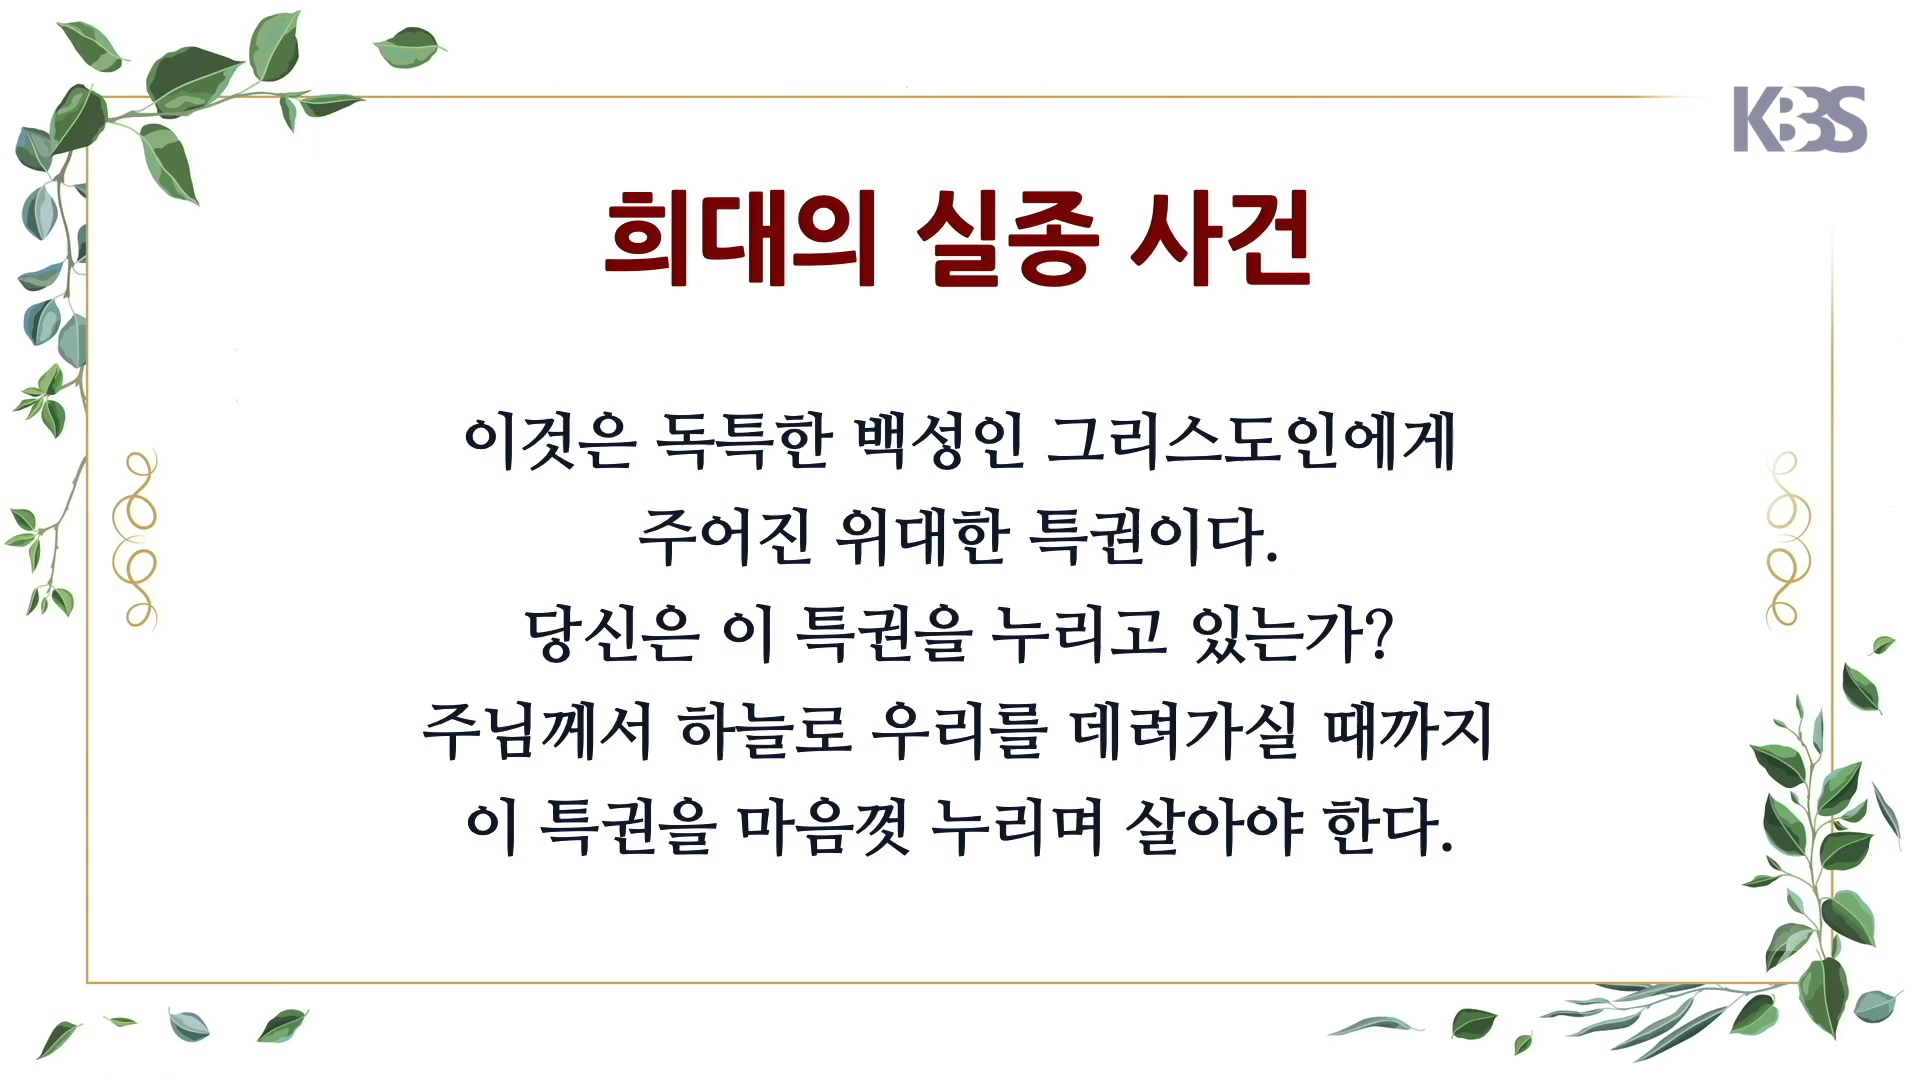 KBBS
희대의 실종 사건
이것은 독특한 백성인 그리스도인에게
주어진 위대한 특권이다.
당신은 이 특권을 누리고 있는가?
주님께서 하늘로 우리를 데려가실 때까지
이 특권을 마음껏 누리며 살아야 한다.